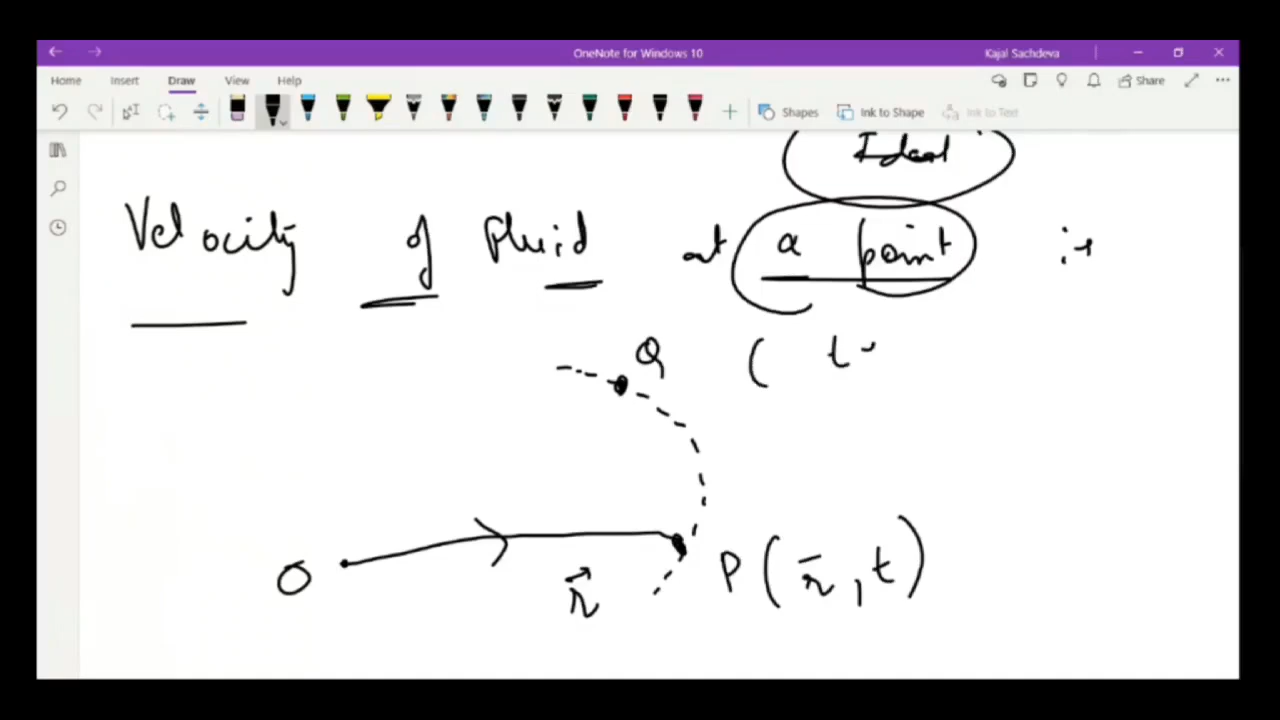 OneNote for Windows 10
Kajal Sachdeva
Home Insert Draw View Help
Share
Shapes Ink to Shape Ink to Text
Ideal
Velocity of fluid at a point :-
Q ( t
O r⃗ P ( r̄, t )